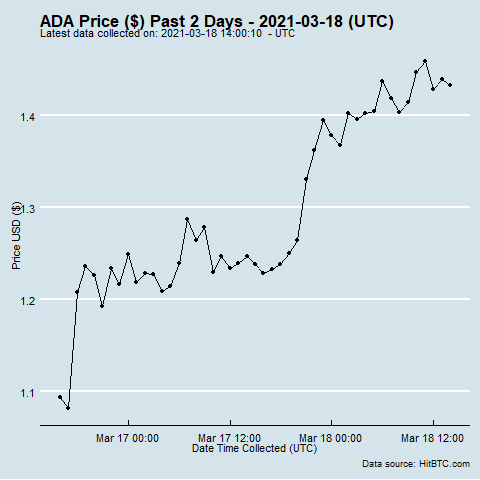 ADA Price ($) Past 2 Days - 2021-03-18 (UTC)
Latest data collected on: 2021-03-18 14:00:10 - UTC
1.4
1.3
1.2
1.1
Price USD ($)
Mar 17 00:00 Mar 17 12:00 Mar 18 00:00 Mar 18 12:00
Date Time Collected (UTC)
Data source: HitBTC.com